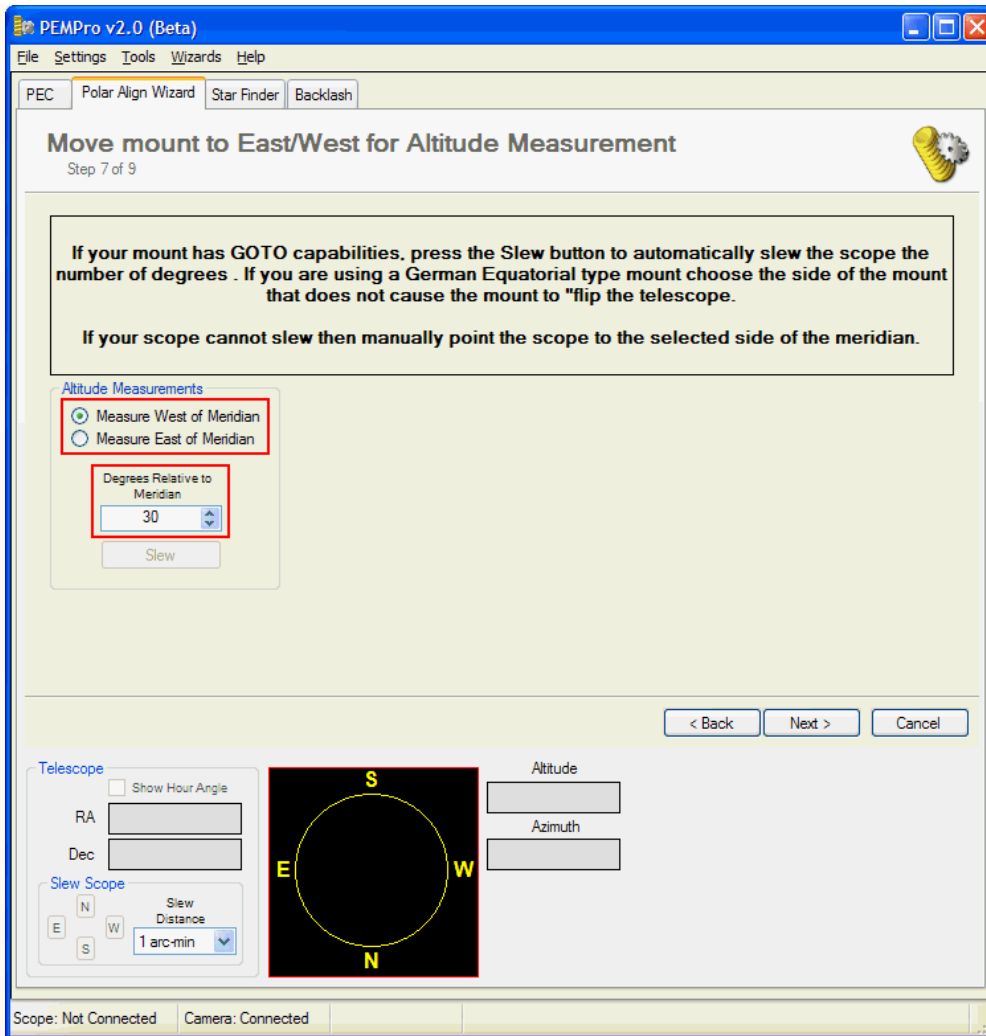 PEMPro v2.0 (Beta)
File Settings Tools Wizards Help
PEC Polar Align Wizard Star Finder Backlash
Move mount to East/West for Altitude Measurement
Step 7 of 9
If your mount has GOTO capabilities, press the Slew button to automatically slew the scope the
number of degrees . If you are using a German Equatorial type mount choose the side of the mount
that does not cause the mount to "flip the telescope.
If your scope cannot slew then manually point the scope to the selected side of the meridian.
Altitude Measurements
Measure West of Meridian
Measure East of Meridian
Degrees Relative to
Meridian
30
Slew
< Back Next > Cancel
Telescope
Show Hour Angle
RA
Dec
Slew Scope
N
E W
S
Slew
Distance
1 arc-min
S
E W
N
Altitude
Azimuth
Scope: Not Connected Camera: Connected